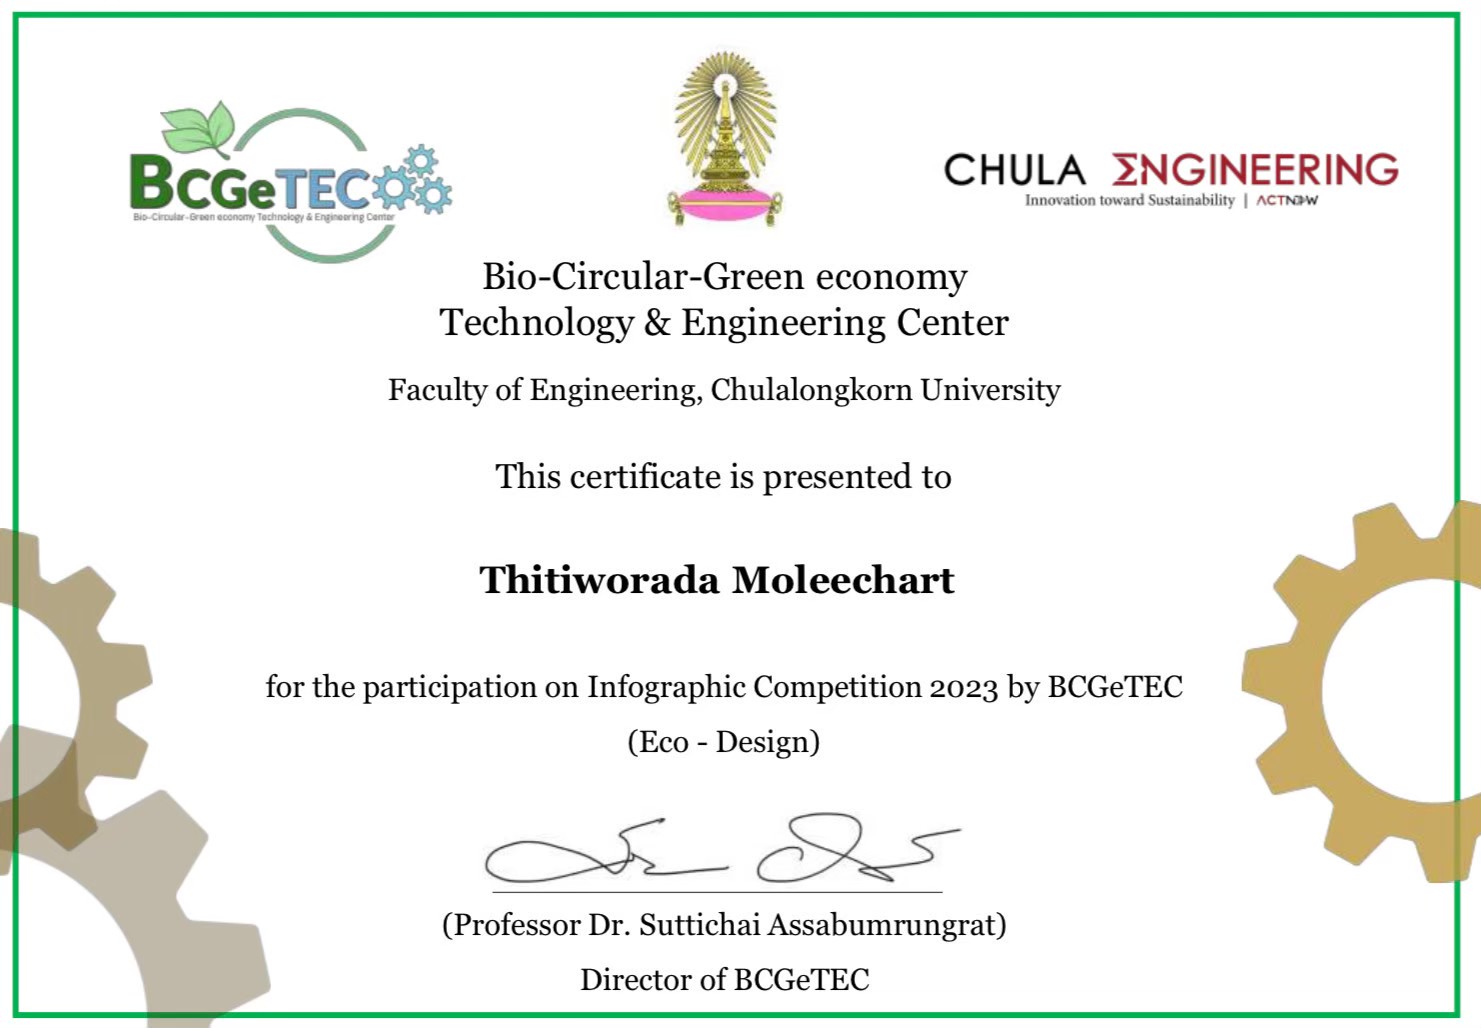 BCGeTEC
Bio-Circular-Green economy Technology & Engineering Center
CHULA ΣNGINEERING
Innovation toward Sustainability | ACTNOW
Bio-Circular-Green economy
Technology & Engineering Center
Faculty of Engineering, Chulalongkorn University
This certificate is presented to
Thitiworada Moleechart
for the participation on Infographic Competition 2023 by BCGeTEC
(Eco - Design)
(Professor Dr. Suttichai Assabumrungrat)
Director of BCGeTEC